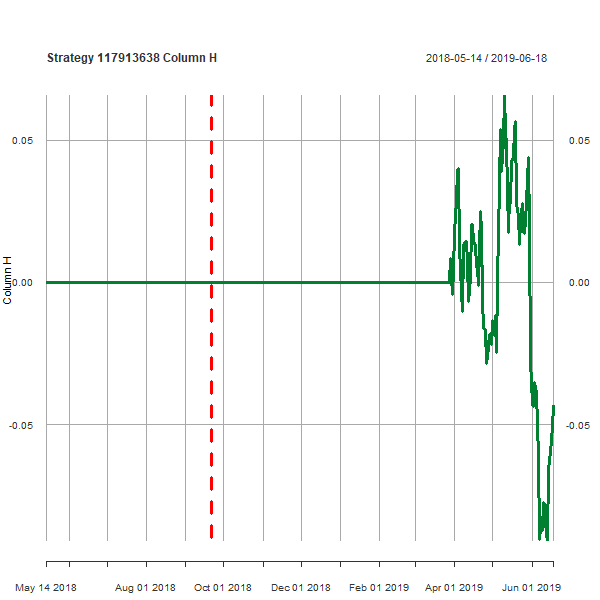 Strategy 117913638 Column H
2018-05-14 / 2019-06-18
0.05
0.05
0.00
0.00
Column H
-0.05
-0.05
May 14 2018
Aug 01 2018
Oct 01 2018
Dec 01 2018
Feb 01 2019
Apr 01 2019
Jun 01 2019